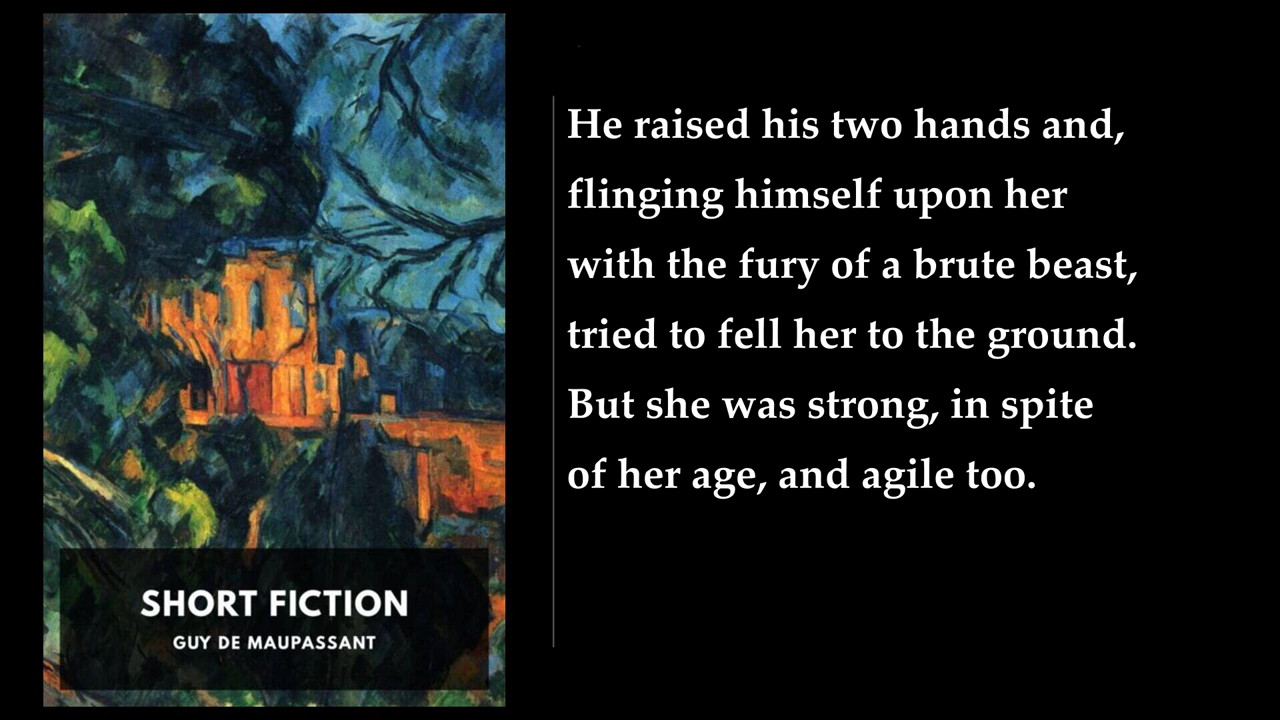 He raised his two hands and,
flinging himself upon her
with the fury of a brute beast,
tried to fell her to the ground.
But she was strong, in spite
of her age, and agile too.
SHORT FICTION
GUY DE MAUPASSANT